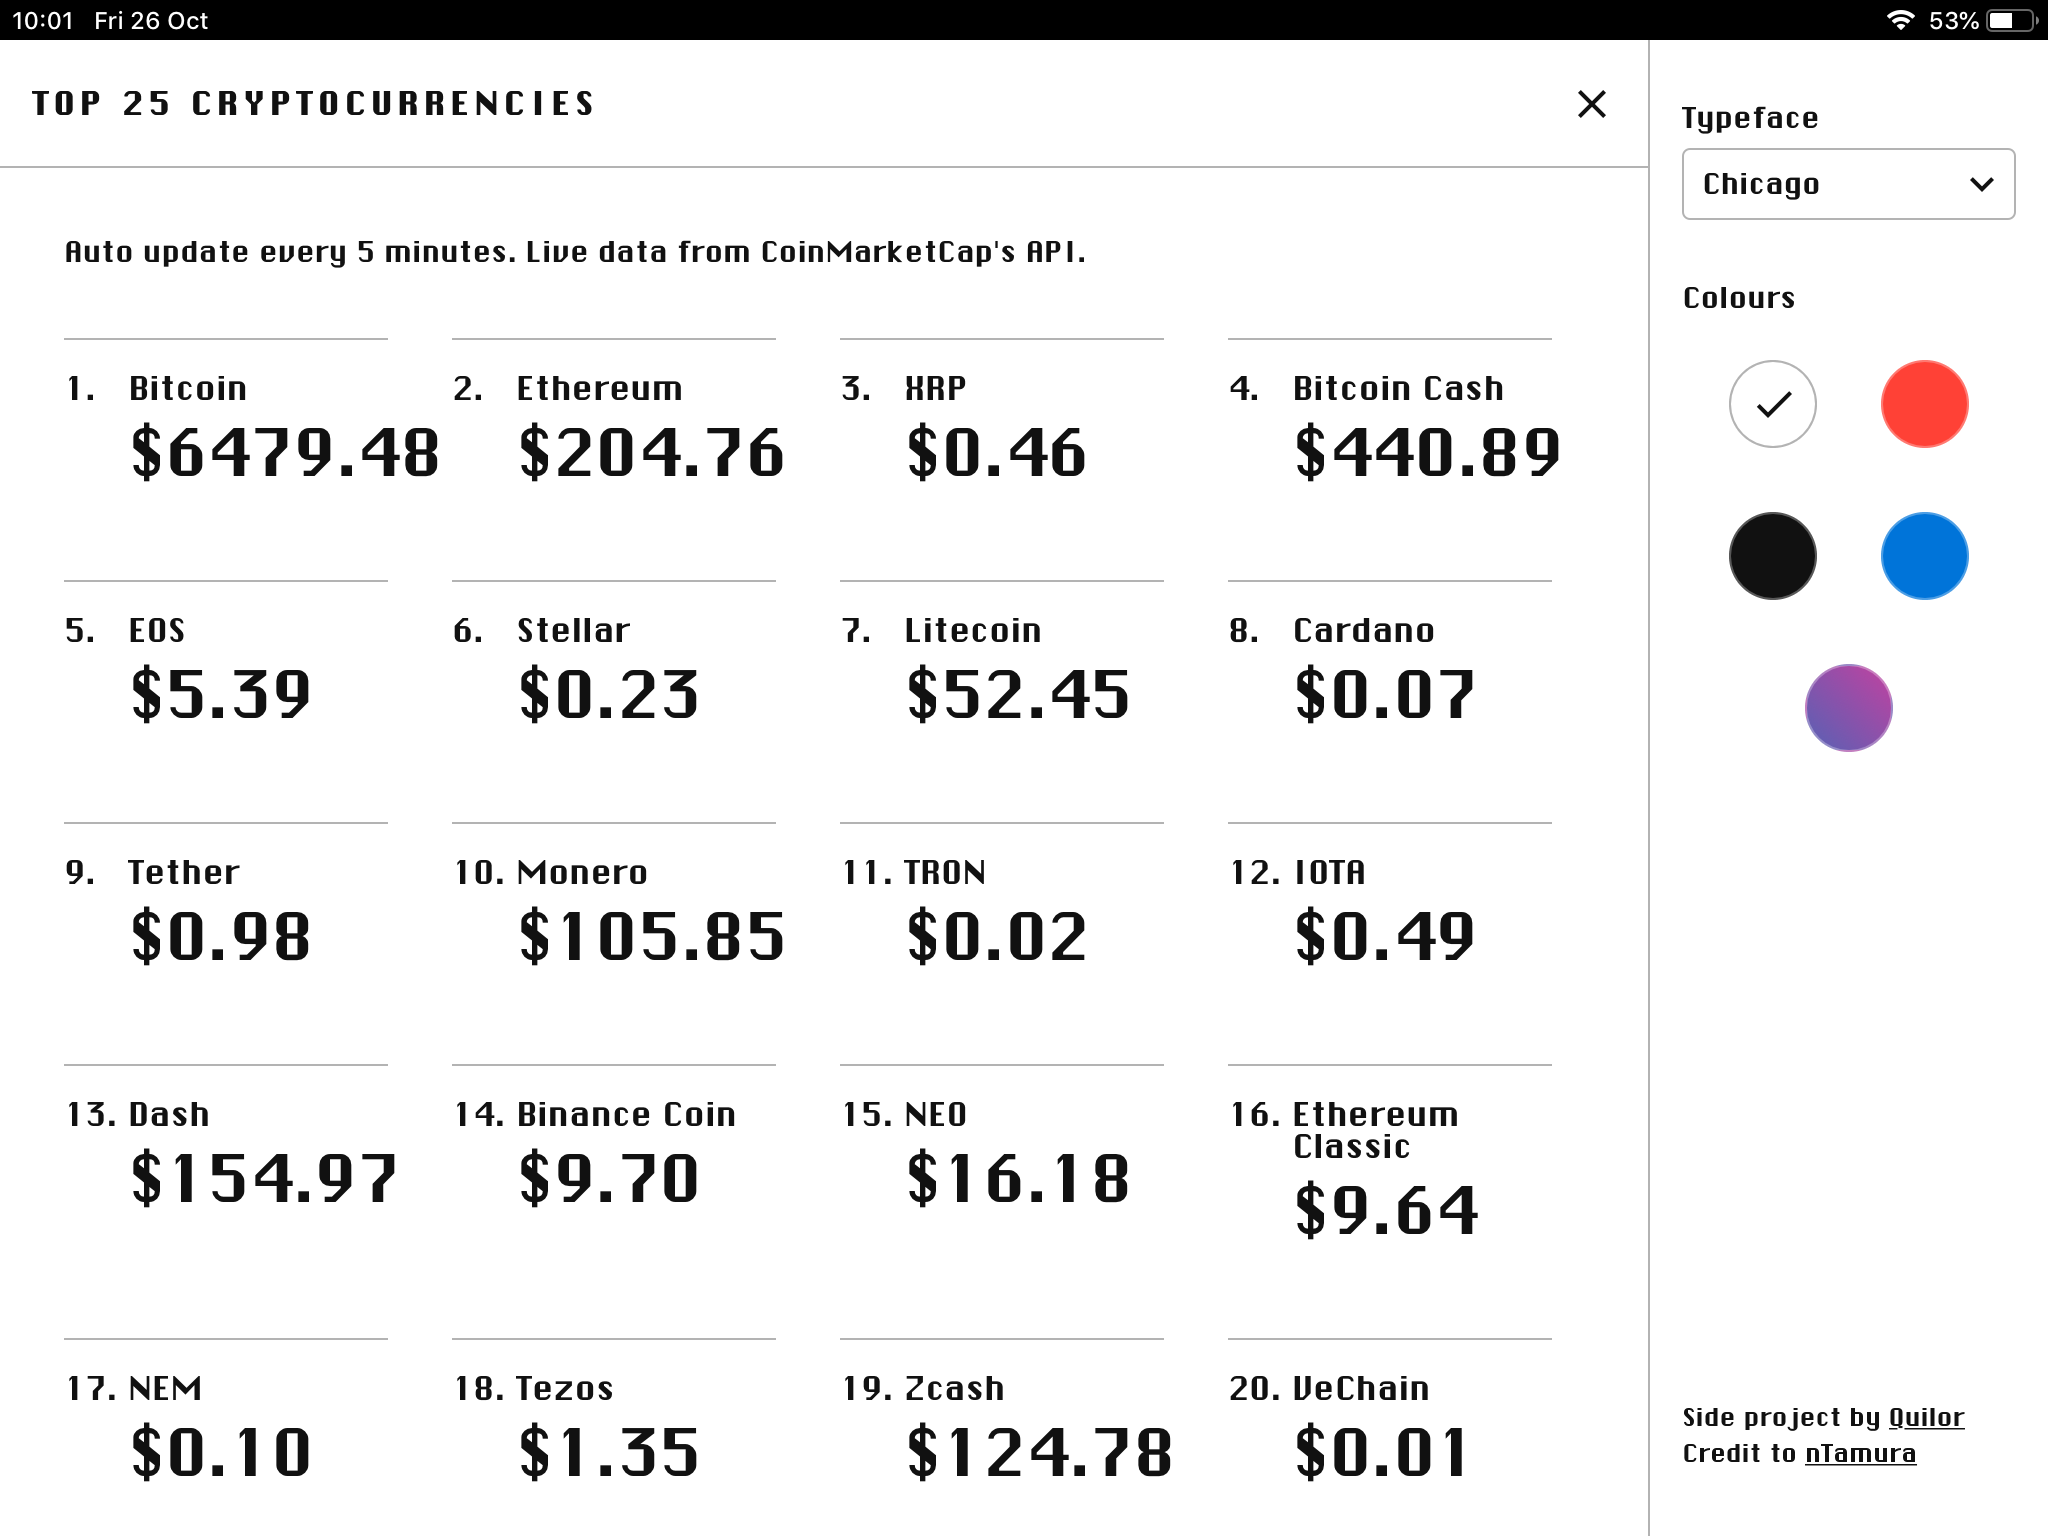 10:01 Fri 26 Oct 53%
TOP 25 CRYPTOCURRENCIES
Auto update every 5 minutes. Live data from CoinMarketCap's API.
1. Bitcoin
$6479.48
2. Ethereum
$204.76
3. XRP
$0.46
4. Bitcoin Cash
$440.89
5. EOS
$5.39
6. Stellar
$0.23
7. Litecoin
$52.45
8. Cardano
$0.07
9. Tether
$0.98
10. Monero
$105.85
11. TRON
$0.02
12. IOTA
$0.49
13. Dash
$154.97
14. Binance Coin
$9.70
15. NEO
$16.18
16. Ethereum
Classic
$9.64
17. NEM
$0.10
18. Tezos
$1.35
19. Zcash
$124.78
20. VeChain
$0.01
Typeface
Chicago
Colours
Side project by Quilor
Credit to nTamura